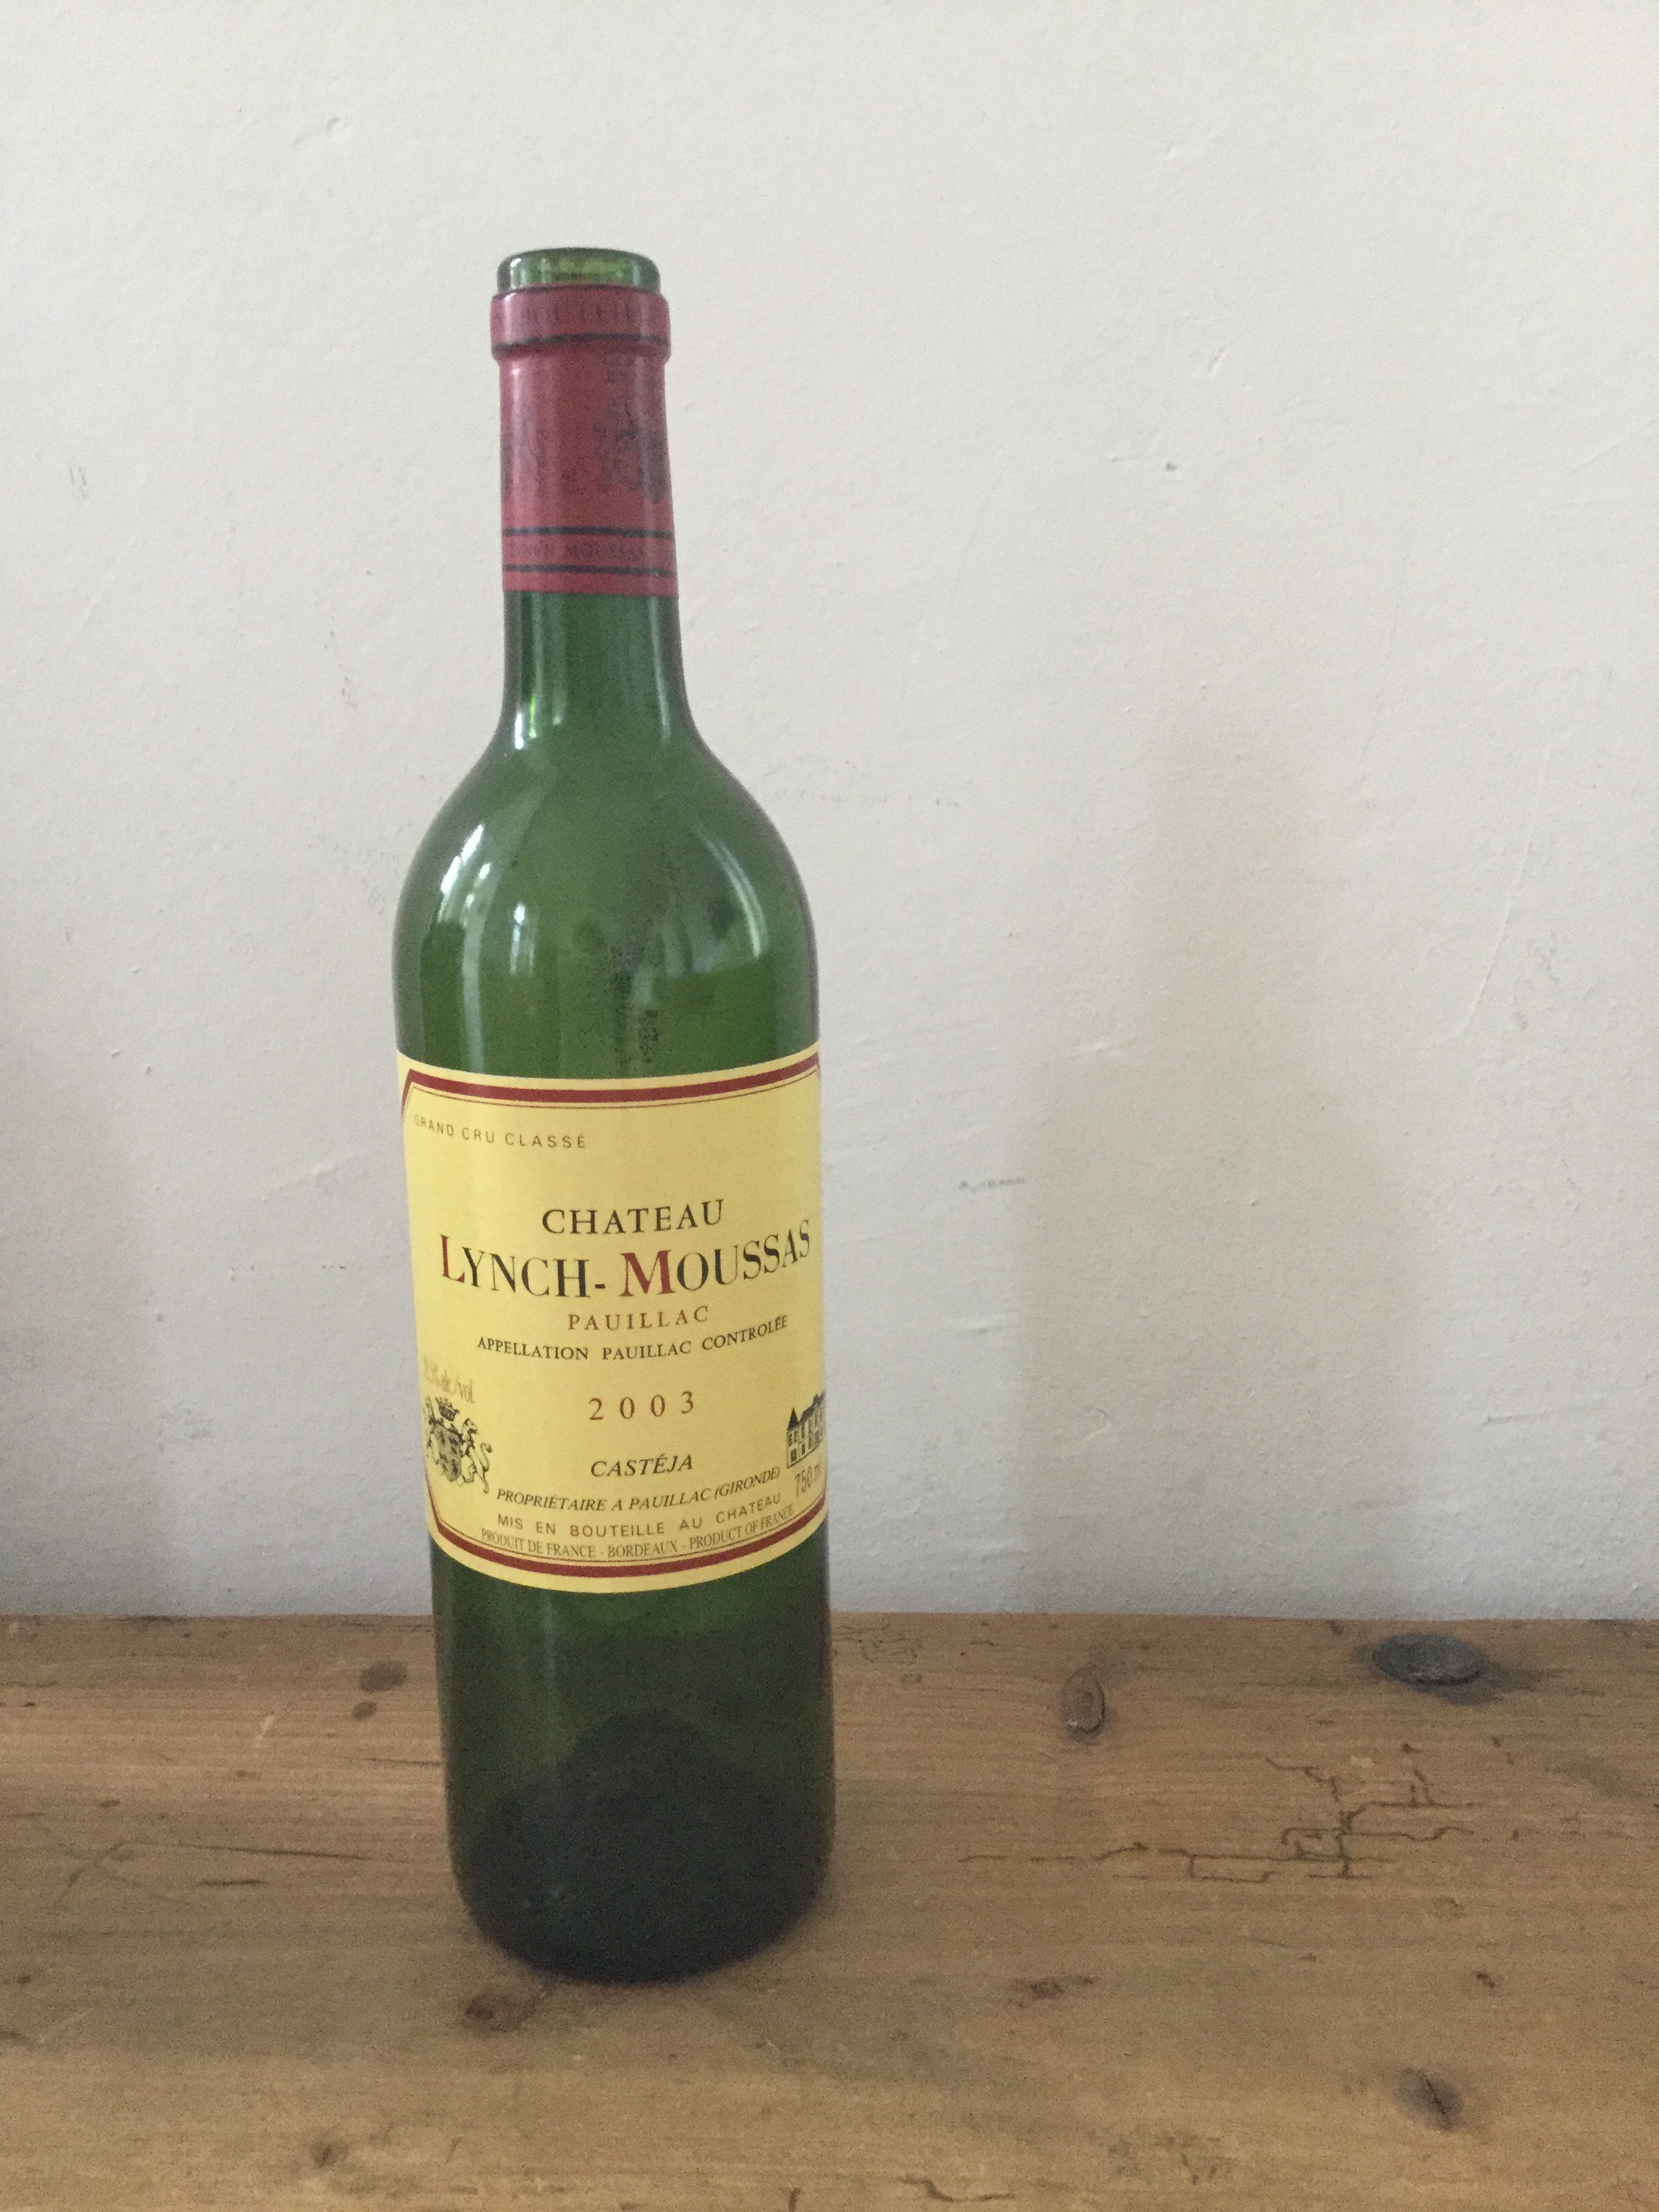 LYNCH MOUSSAS
GRAND CRU CLASSÉ
CHATEAU
LYNCH-MOUSSAS
PAUILLAC
APPELLATION PAUILLAC CONTROLÉE
vol.
2003
CASTÉJA
PROPRIÉTAIRE A PAUILLAC (GIRONDE)
750 ml
MIS EN BOUTEILLE AU CHATEAU
PRODUIT DE FRANCE - BORDEAUX - PRODUCT OF FRANCE